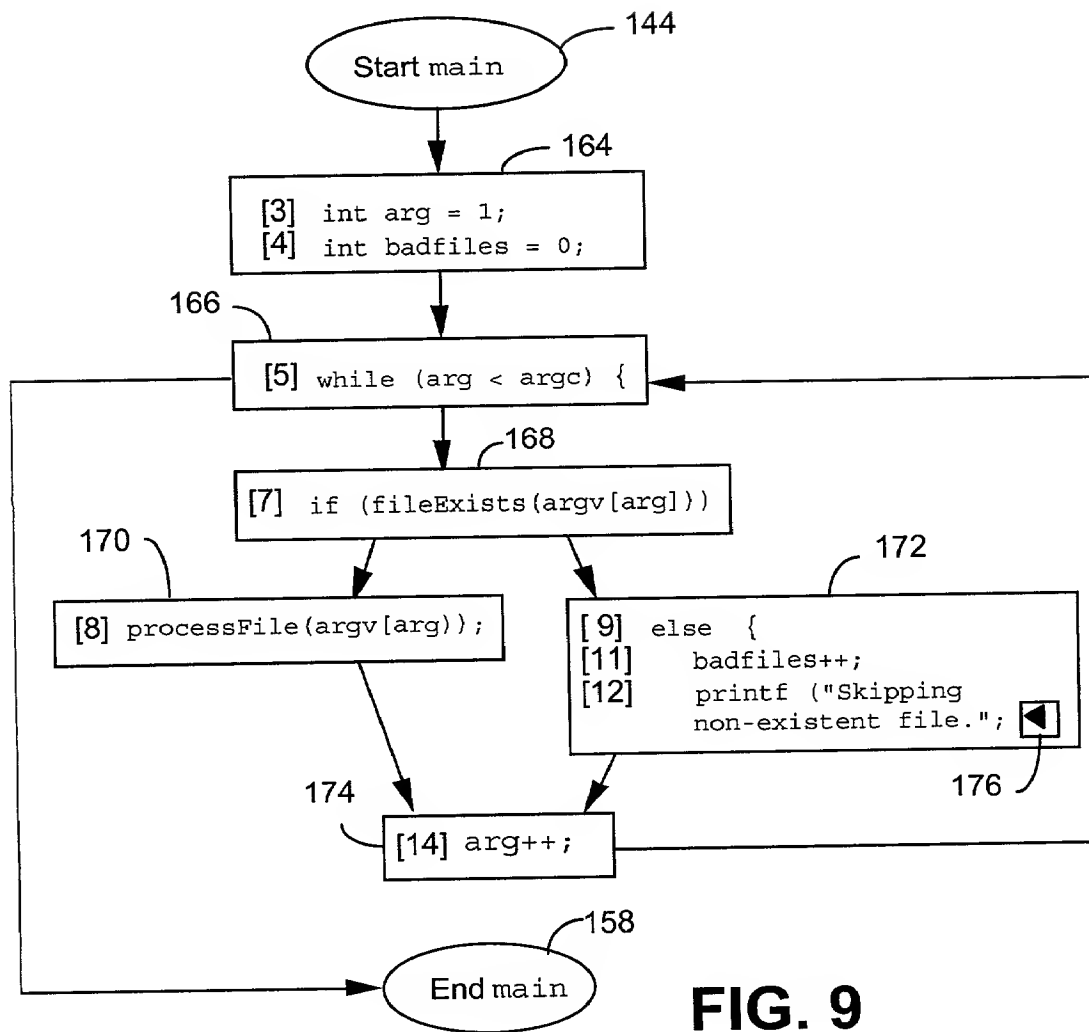 144
Start main
164
[3] int arg = 1;
[4] int badfiles = 0;
166
[5] while (arg < argc) {
168
[7] if (fileExists(argv[arg]))
170
172
[8] processFile(argv[arg));
[ 9] else {
[11] badfiles++;
[12] printf ("Skipping
non-existent file.";
176
174
[14] arg++;
158
End main
FIG. 9